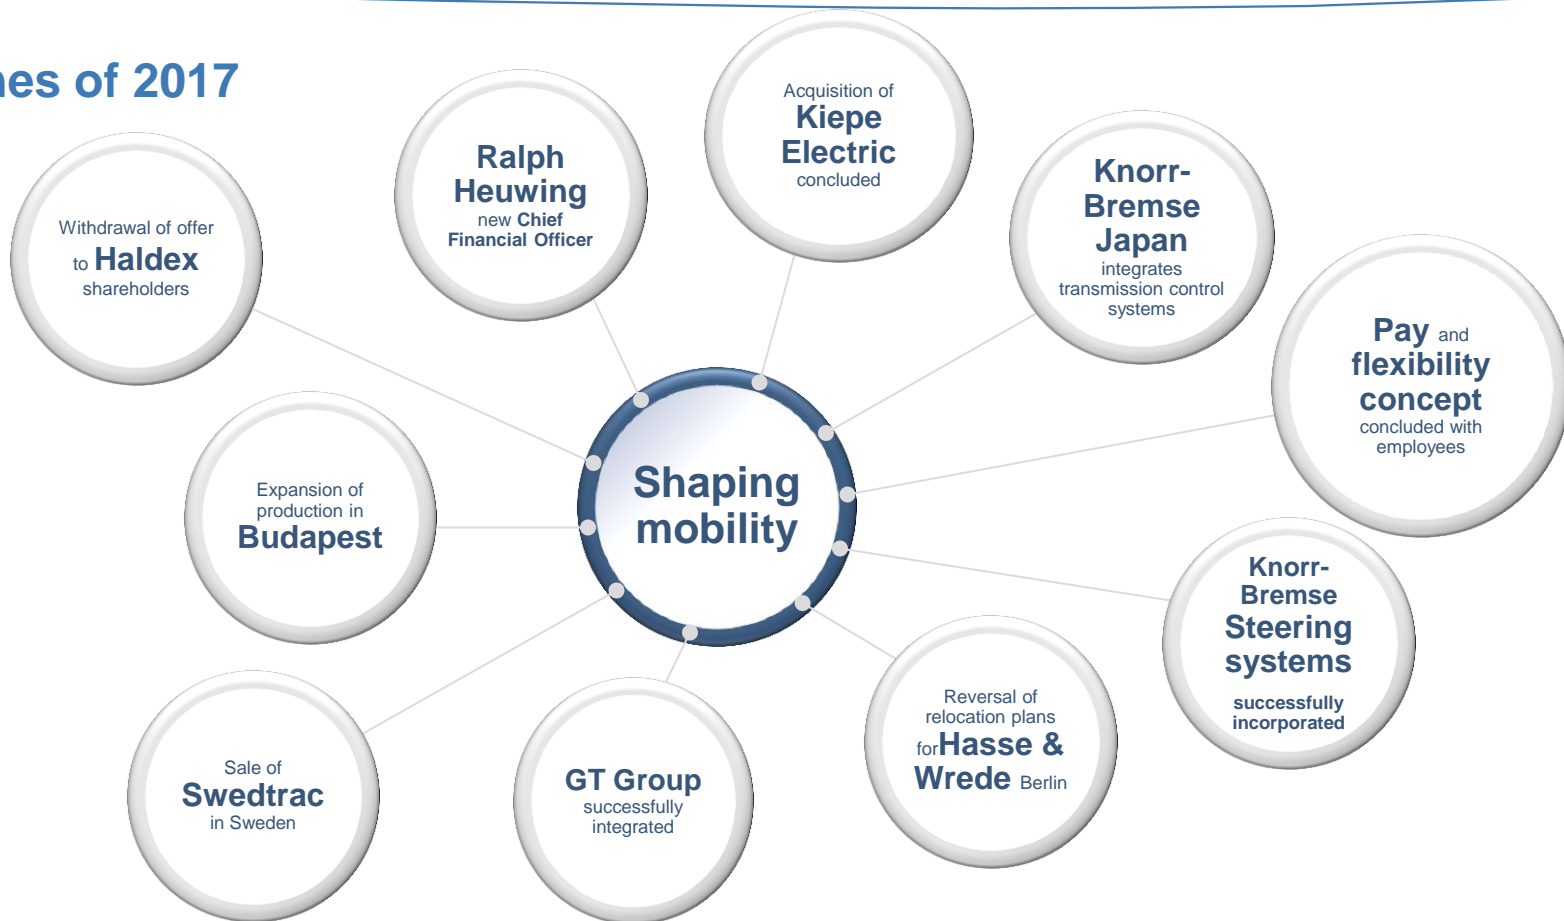 of 2017
Acquisition of
Kiepe
Electric
concluded
Ralph
Heuwing
new Chief
Financial Officer
Knorr-
Bremse
Japan
integrates
transmission control
systems
Withdrawal of offer
to Haldex
shareholders
Pay and
flexibility
concept
concluded with
employees
Shaping
mobility
Expansion of
production in
Budapest
Knorr-
Bremse
Steering
systems
successfully
incorporated
Reversal of
relocation plans
forHasse &
Wrede Berlin
Sale of
Swedtrac
in Sweden
GT Group
successfully
integrated